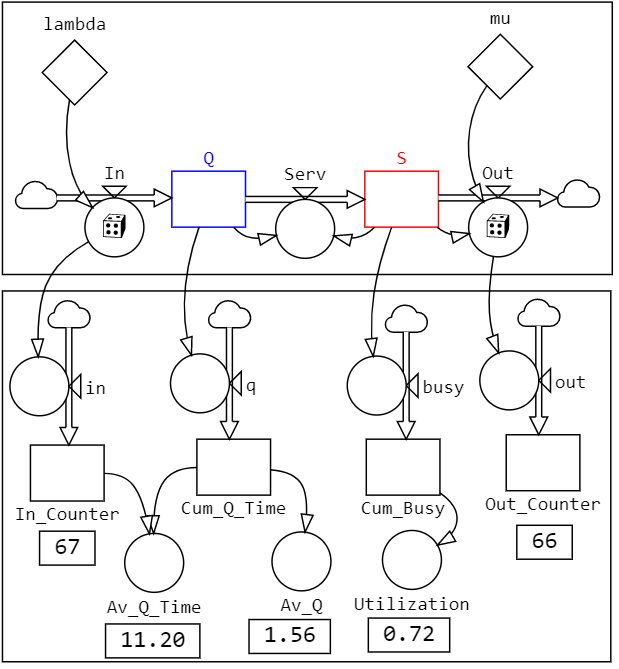 lambda
mu
Q
S
In
Serv
Out
in
q
busy
out
In_Counter
Cum_Q_Time
Cum_Busy
Out_Counter
67
66
Av_Q_Time
Av_Q
Utilization
11.20
1.56
0.72